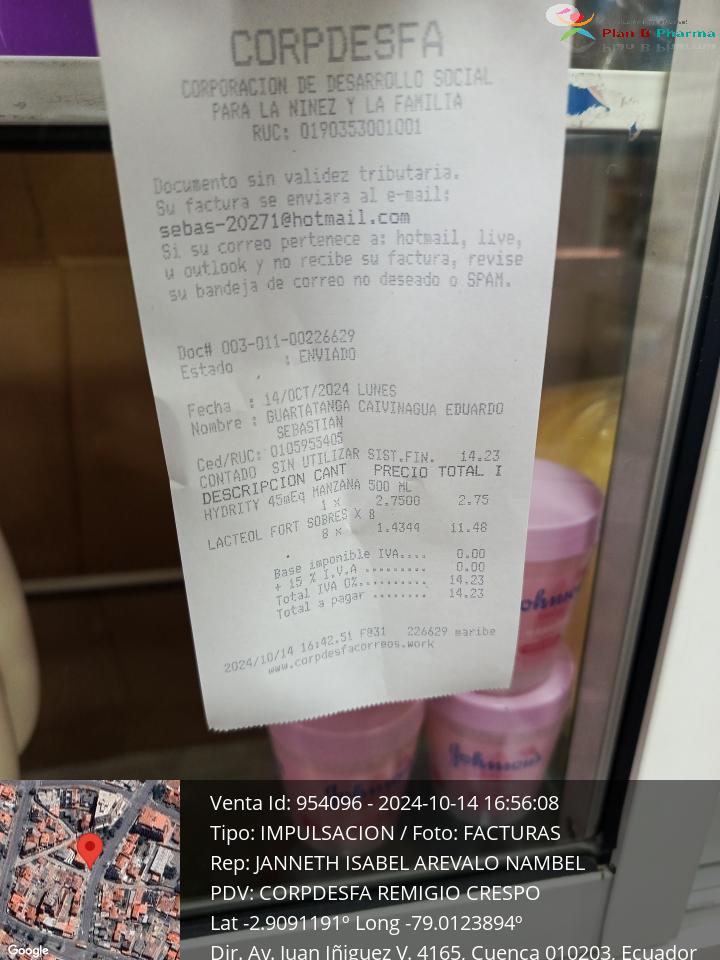 Plan B Pharma
CORPDESFA
CORPORACION DE DESARROLLO SOCIAL
PARA LA NINEZ Y LA FAMILIA
RUC: 0190353001001
Documento sin validez tributaria.
Su factura se enviara al e-mail:
sebas-20271@hotmail.com
Si su correo pertenece a: hotmail, live,
u outlook y no recibe su factura, revise
su bandeja de correo no deseado o SPAM.
Doc# 003-011-00226629
Estado : ENVIADO
Fecha : 14/OCT/2024 LUNES
Nombre : GUARTATANGA CAIVINAGUA EDUARDO
SEBASTIAN
Ced/RUC: 0105955405
CONTADO SIN UTILIZAR SIST.FIN. 14.23
DESCRIPCION CANT PRECIO TOTAL I
HYDRITY 45mEq MANZANA 500 ML
1 x 2.7500 2.75
LACTEOL FORT SOBRES X 8
8 x 1.4344 11.48
Base imponible IVA.... 0.00
+ 15 % I.V.A ......... 0.00
Total IVA 0%.......... 14.23
Total a pagar ........ 14.23
2024/10/14 16:42.51 F@31 226629 maribe
www.corpdesfacorreos.work
Johnson's
Venta Id: 954096 - 2024-10-14 16:56:08
Tipo: IMPULSACION / Foto: FACTURAS
Rep: JANNETH ISABEL AREVALO NAMBEL
PDV: CORPDESFA REMIGIO CRESPO
Lat -2.9091191º Long -79.0123894º
Dir. Av. Juan Iñiguez V. 4165, Cuenca 010203, Ecuador
Google